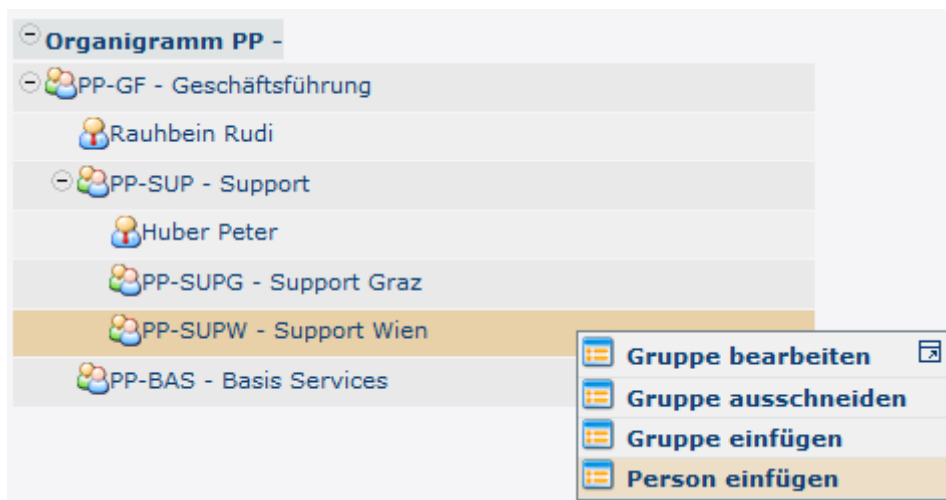 Organigramm PP -
PP-GF - Geschäftsführung
Rauhbein Rudi
PP-SUP - Support
Huber Peter
PP-SUPG - Support Graz
PP-SUPW - Support Wien
PP-BAS - Basis Services
Gruppe bearbeiten
Gruppe ausschneiden
Gruppe einfügen
Person einfügen